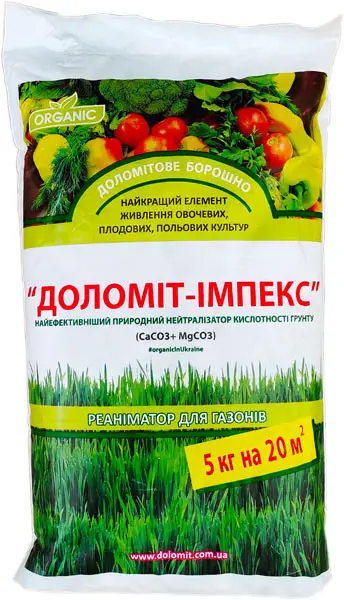 ORGANIC
ДОЛОМІТОВЕ БОРОШНО
НАЙКРАЩИЙ ЕЛЕМЕНТ
ЖИВЛЕННЯ ОВОЧЕВИХ,
ПЛОДОВИХ, ПОЛЬОВИХ КУЛЬТУР
"ДОЛОМІТ-ІМПЕКС"
НАЙЕФЕКТИВНІШИЙ ПРИРОДНИЙ НЕЙТРАЛІЗАТОР КИСЛОТНОСТІ ГРУНТУ
(CaCO3+ MgCO3)
#organicInUkraine
РЕАНІМАТОР ДЛЯ ГАЗОНІВ
5 КГ на 20 м²
www.dolomit.com.ua